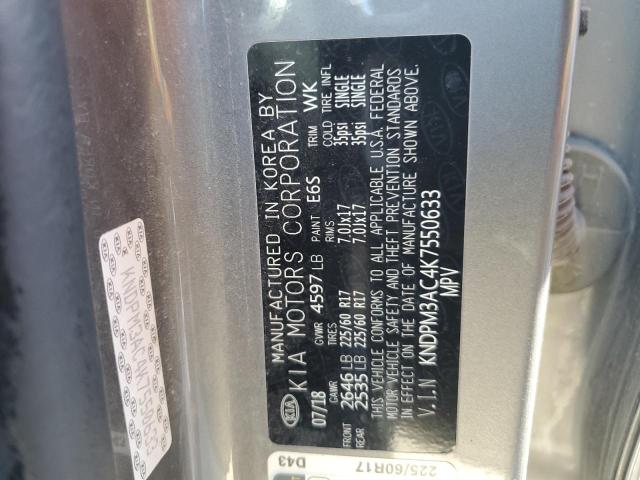 MANUFACTURED IN KOREA BY
KIA KIA MOTORS CORPORATION
07/18 GVWR 4597 LB PAINT E6S TRIM WK
GAWR TIRES RIMS COLD TIRE INFL
FRONT 2646 LB 225/60 R17 7.0JX17 35psi SINGLE
REAR 2535 LB 225/60 R17 7.0JX17 35psi SINGLE
THIS VEHICLE CONFORMS TO ALL APPLICABLE U.S.A. FEDERAL
MOTOR VEHICLE SAFETY AND THEFT PREVENTION STANDARDS
IN EFFECT ON THE DATE OF MANUFACTURE SHOWN ABOVE.
V.I.N KNDPM3AC4K7550633
MPV
KNDPM3AC4K7550633
D43
225/60R17